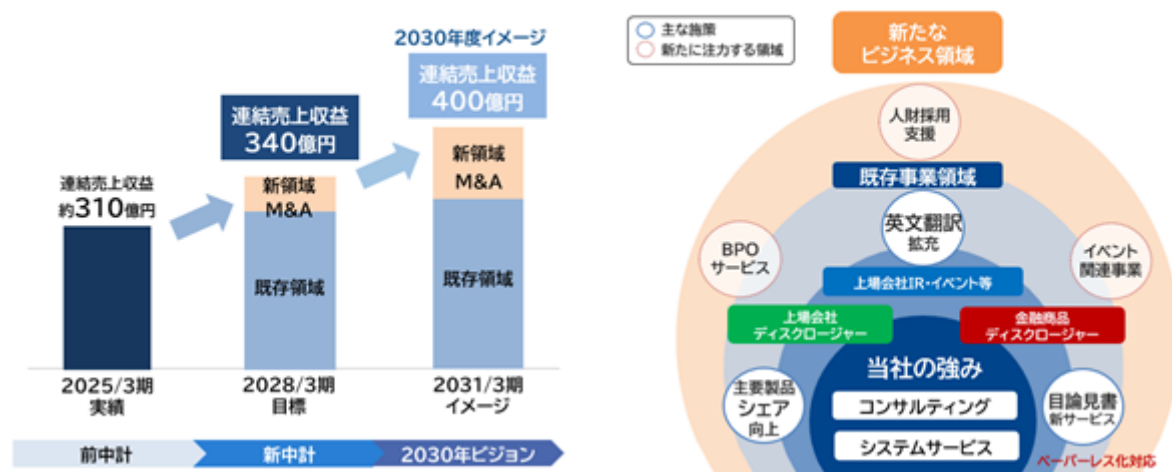 2030年度イメージ
連結売上収益
400億円
連結売上収益
340億円
連結売上収益
約310億円
新領域
M&A
既存領域
新領域
M&A
既存領域
2025/3期
実績
2028/3期
目標
2031/3期
イメージ
前中計
新中計
2030年ビジョン
主な施策
新たに注力する領域
新たな
ビジネス領域
人財採用
支援
既存事業領域
英文翻訳
拡充
BPO
サービス
イベント
関連事業
上場会社IR・イベント等
上場会社
ディスクロージャー
金融商品
ディスクロージャー
当社の強み
コンサルティング
システムサービス
主要製品
シェア
向上
目論見書
新サービス
ペーパーレス化対応